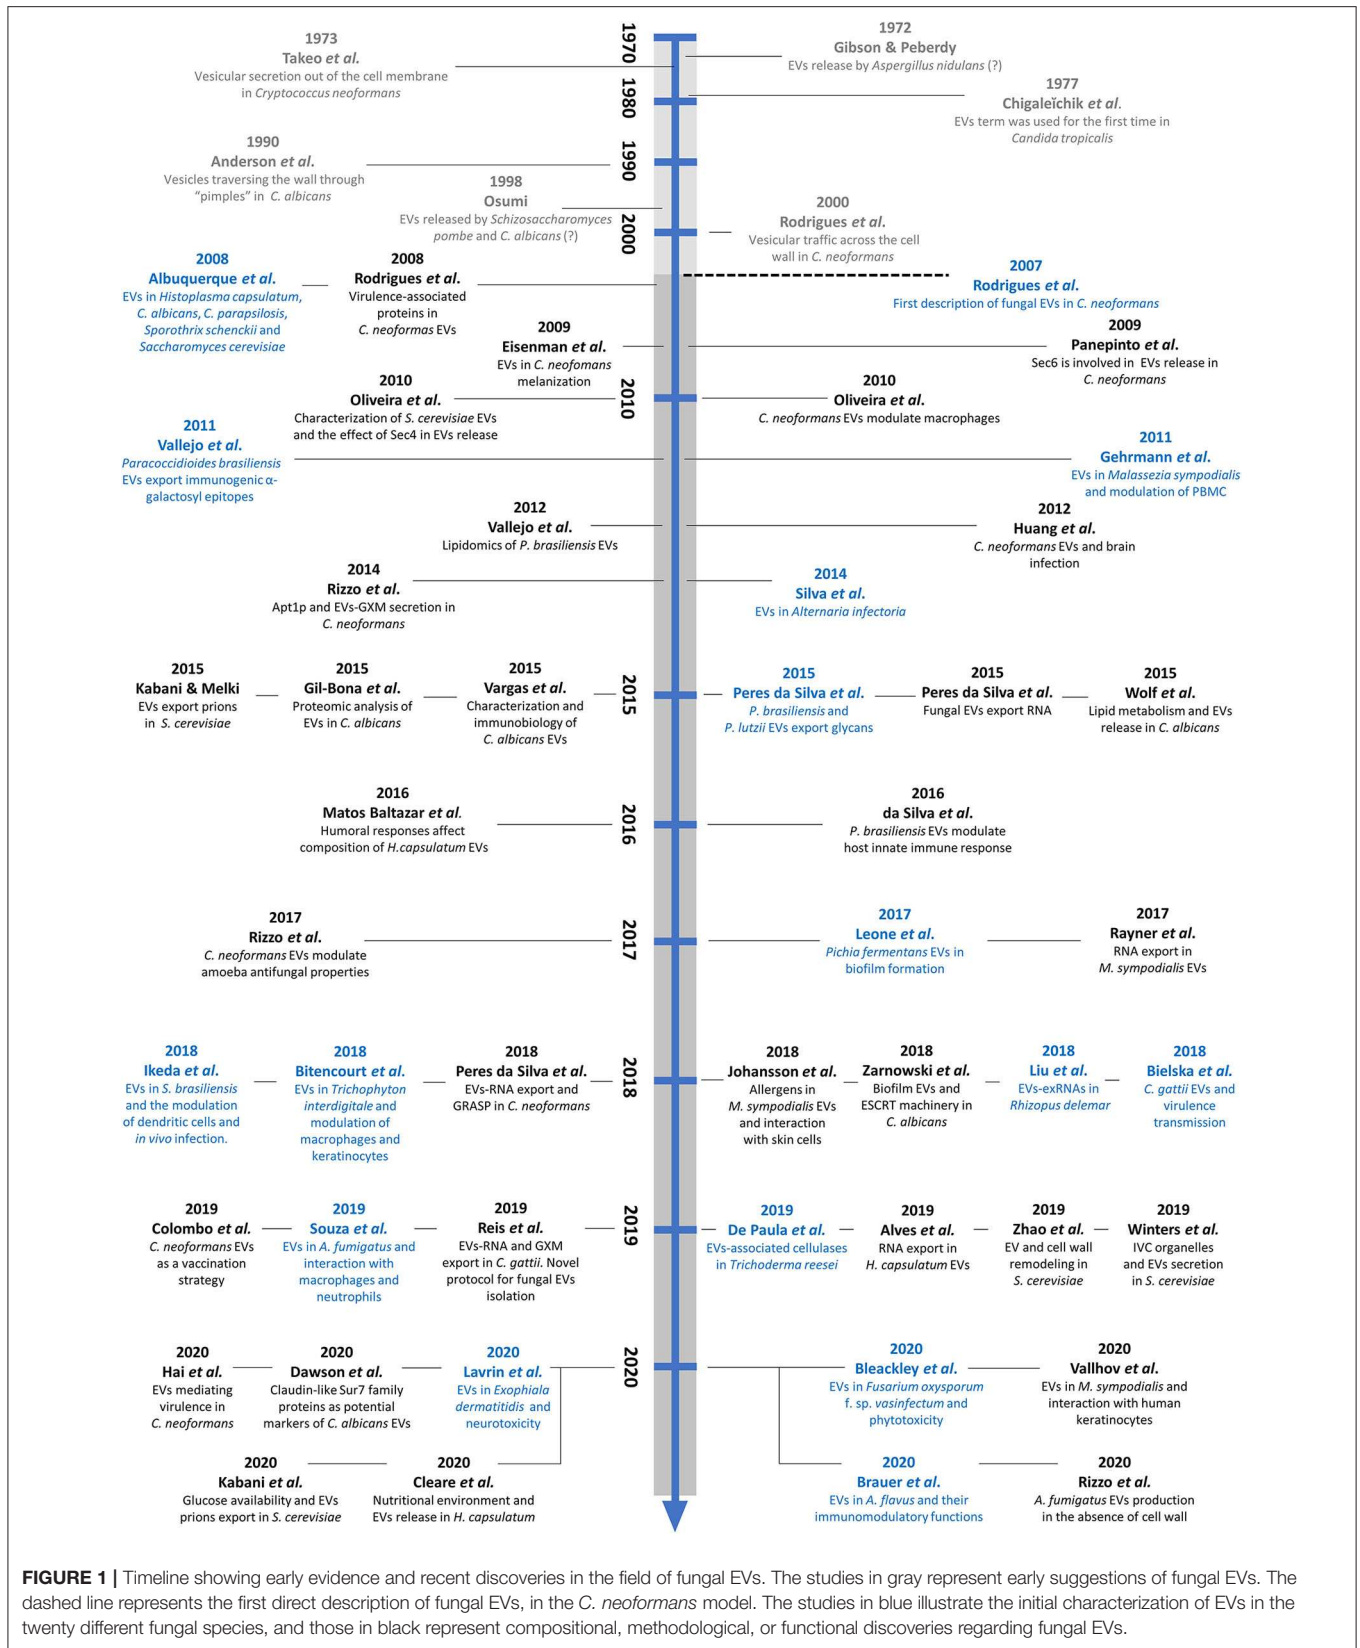 1970
1980
1990
2000
2010
2015
2016
2017
2018
2019
2020
1973
Takeo et al.
Vesicular secretion out of the cell membrane
in Cryptococcus neoformans
1972
Gibson & Peberdy
EVs release by Aspergillus nidulans (?)
1977
Chigaleĭchik et al.
EVs term was used for the first time in
Candida tropicalis
1990
Anderson et al.
Vesicles traversing the wall through
“pimples” in C. albicans
1998
Osumi
EVs released by Schizosaccharomyces
pombe and C. albicans (?)
2000
Rodrigues et al.
Vesicular traffic across the cell
wall in C. neoformans
2008
Albuquerque et al.
EVs in Histoplasma capsulatum,
C. albicans, C. parapsilosis,
Sporothrix schenckii and
Saccharomyces cerevisiae
2008
Rodrigues et al.
Virulence-associated
proteins in
C. neoformas EVs
2007
Rodrigues et al.
First description of fungal EVs in C. neoformans
2009
Eisenman et al.
EVs in C. neofomans
melanization
2009
Panepinto et al.
Sec6 is involved in EVs release in
C. neoformans
2010
Oliveira et al.
Characterization of S. cerevisiae EVs
and the effect of Sec4 in EVs release
2010
Oliveira et al.
C. neoformans EVs modulate macrophages
2011
Vallejo et al.
Paracoccidioides brasiliensis
EVs export immunogenic α-
galactosyl epitopes
2011
Gehrmann et al.
EVs in Malassezia sympodialis
and modulation of PBMC
2012
Vallejo et al.
Lipidomics of P. brasiliensis EVs
2012
Huang et al.
C. neoformans EVs and brain
infection
2014
Rizzo et al.
Apt1p and EVs-GXM secretion in
C. neoformans
2014
Silva et al.
EVs in Alternaria infectoria
2015
Kabani & Melki
EVs export prions
in S. cerevisiae
2015
Gil-Bona et al.
Proteomic analysis of
EVs in C. albicans
2015
Vargas et al.
Characterization and
immunobiology of
C. albicans EVs
2015
Peres da Silva et al.
P. brasiliensis and
P. lutzii EVs export glycans
2015
Peres da Silva et al.
Fungal EVs export RNA
2015
Wolf et al.
Lipid metabolism and EVs
release in C. albicans
2016
Matos Baltazar et al.
Humoral responses affect
composition of H.capsulatum EVs
2016
da Silva et al.
P. brasiliensis EVs modulate
host innate immune response
2017
Rizzo et al.
C. neoformans EVs modulate
amoeba antifungal properties
2017
Leone et al.
Pichia fermentans EVs in
biofilm formation
2017
Rayner et al.
RNA export in
M. sympodialis EVs
2018
Ikeda et al.
EVs in S. brasiliensis
and the modulation
of dendritic cells and
in vivo infection.
2018
Bitencourt et al.
EVs in Trichophyton
interdigitale and
modulation of
macrophages and
keratinocytes
2018
Peres da Silva et al.
EVs-RNA export and
GRASP in C. neoformans
2018
Johansson et al.
Allergens in
M. sympodialis EVs
and interaction
with skin cells
2018
Zarnowski et al.
Biofilm EVs and
ESCRT machinery in
C. albicans
2018
Liu et al.
EVs-exRNAs in
Rhizopus delemar
2018
Bielska et al.
C. gattii EVs and
virulence
transmission
2019
Colombo et al.
C. neoformans EVs
as a vaccination
strategy
2019
Souza et al.
EVs in A. fumigatus and
interaction with
macrophages and
neutrophils
2019
Reis et al.
EVs-RNA and GXM
export in C. gattii. Novel
protocol for fungal EVs
isolation
2019
De Paula et al.
EVs-associated cellulases
in Trichoderma reesei
2019
Alves et al.
RNA export in
H. capsulatum EVs
2019
Zhao et al.
EV and cell wall
remodeling in
S. cerevisiae
2019
Winters et al.
IVC organelles
and EVs secretion
in S. cerevisiae
2020
Hai et al.
EVs mediating
virulence in
C. neoformans
2020
Dawson et al.
Claudin-like Sur7 family
proteins as potential
markers of C. albicans EVs
2020
Lavrin et al.
EVs in Exophiala
dermatitidis and
neurotoxicity
2020
Bleackley et al.
EVs in Fusarium oxysporum
f. sp. vasinfectum and
phytotoxicity
2020
Vallhov et al.
EVs in M. sympodialis and
interaction with human
keratinocytes
2020
Kabani et al.
Glucose availability and EVs
prions export in S. cerevisiae
2020
Cleare et al.
Nutritional environment and
EVs release in H. capsulatum
2020
Brauer et al.
EVs in A. flavus and their
immunomodulatory functions
2020
Rizzo et al.
A. fumigatus EVs production
in the absence of cell wall
FIGURE 1 | Timeline showing early evidence and recent discoveries in the field of fungal EVs. The studies in gray represent early suggestions of fungal EVs. The
dashed line represents the first direct description of fungal EVs, in the C. neoformans model. The studies in blue illustrate the initial characterization of EVs in the
twenty different fungal species, and those in black represent compositional, methodological, or functional discoveries regarding fungal EVs.